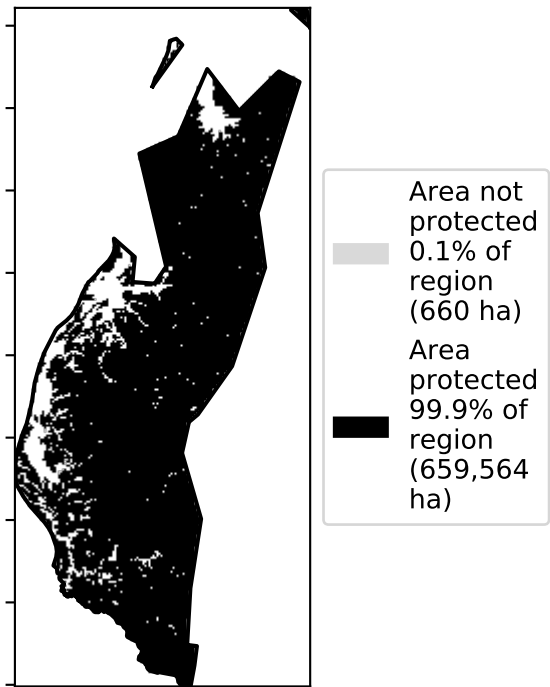 Area not
protected
0.1% of
region
(660 ha)
Area
protected
99.9% of
region
(659,564
ha)